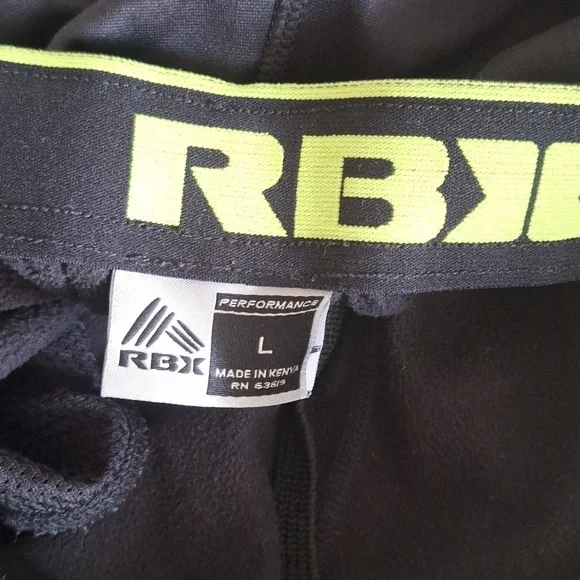 RBX
RBX
PERFORMANCE
L
MADE IN KENYA
RN 63619